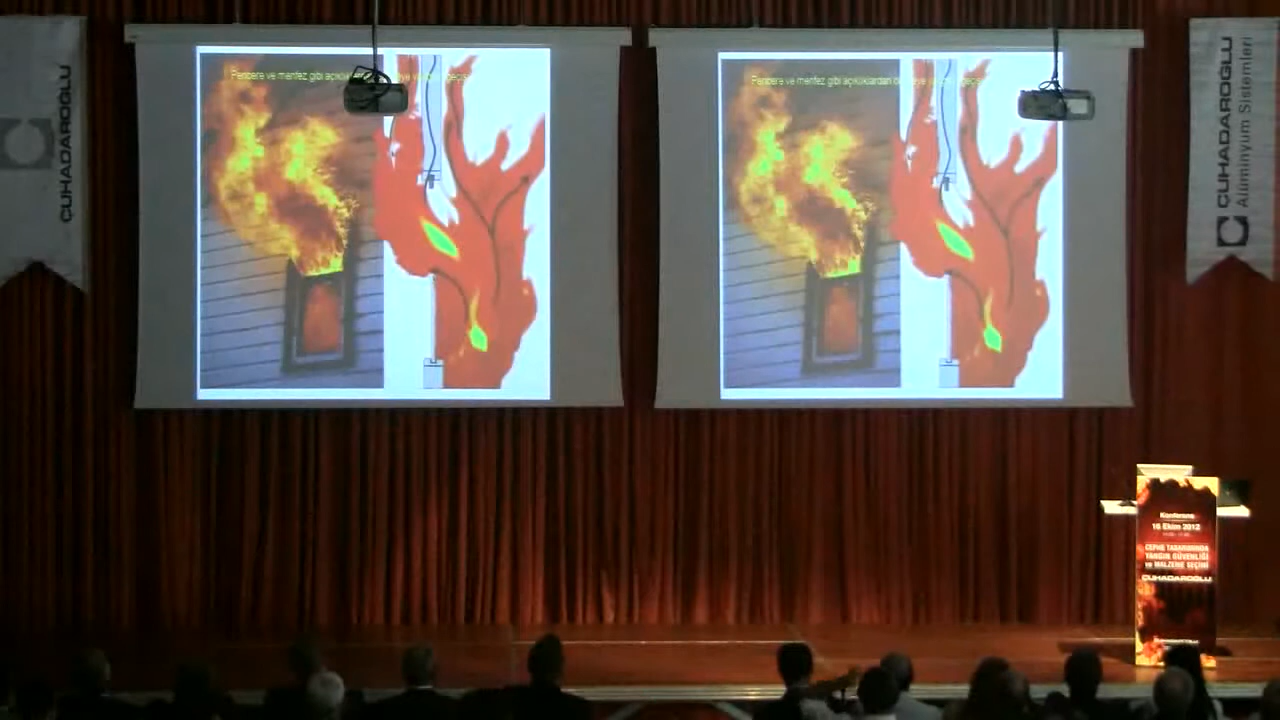 ÇUHADAROĞLU
Pencere ve menfez gibi
Pencere ve menfez gibi açıklıklardan
ÇUHADAROĞLU
Alüminyum Sistemleri
Konferans
16 Ekim 2012
CEPHE TASARIMINDA
YANGIN GÜVENLİĞİ
ve MALZEME SEÇİMİ
ÇUHADAROĞLU